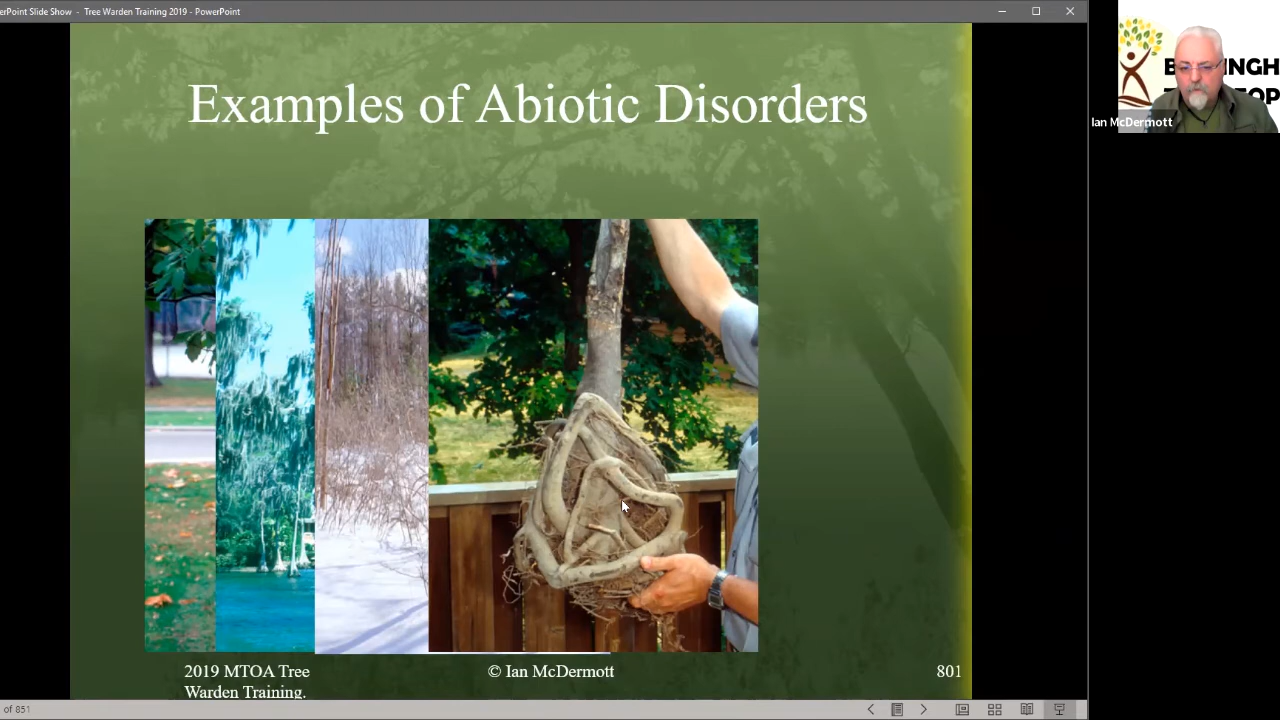 erPoint Slide Show - Tree Warden Training 2019 - PowerPoint
Examples of Abiotic Disorders
2019 MTOA Tree
Warden Training.
© Ian McDermott
801
of 851
Ian McDermott